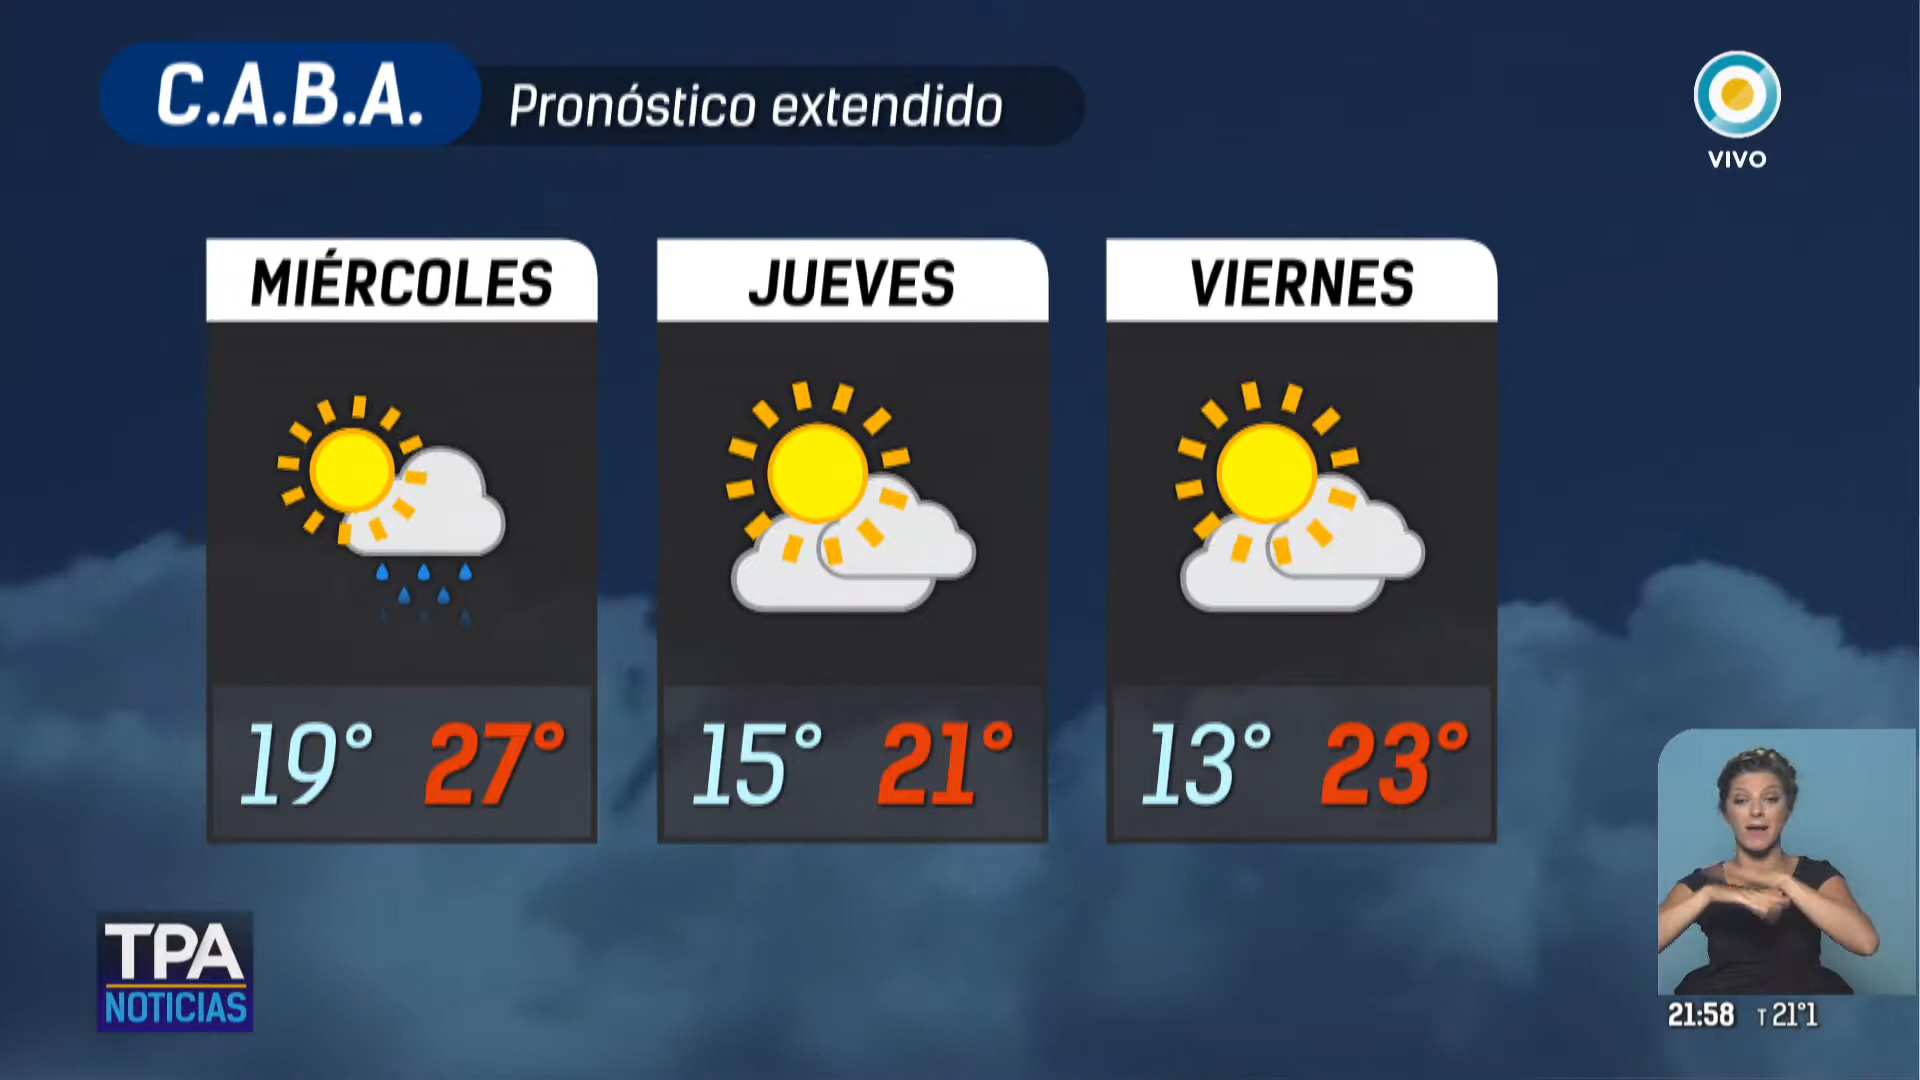 C.A.B.A.
Pronóstico extendido
VIVO
MIÉRCOLES
JUEVES
VIERNES
19° 27°
15° 21°
13° 23°
TPA
NOTICIAS
21:58 T 21°1